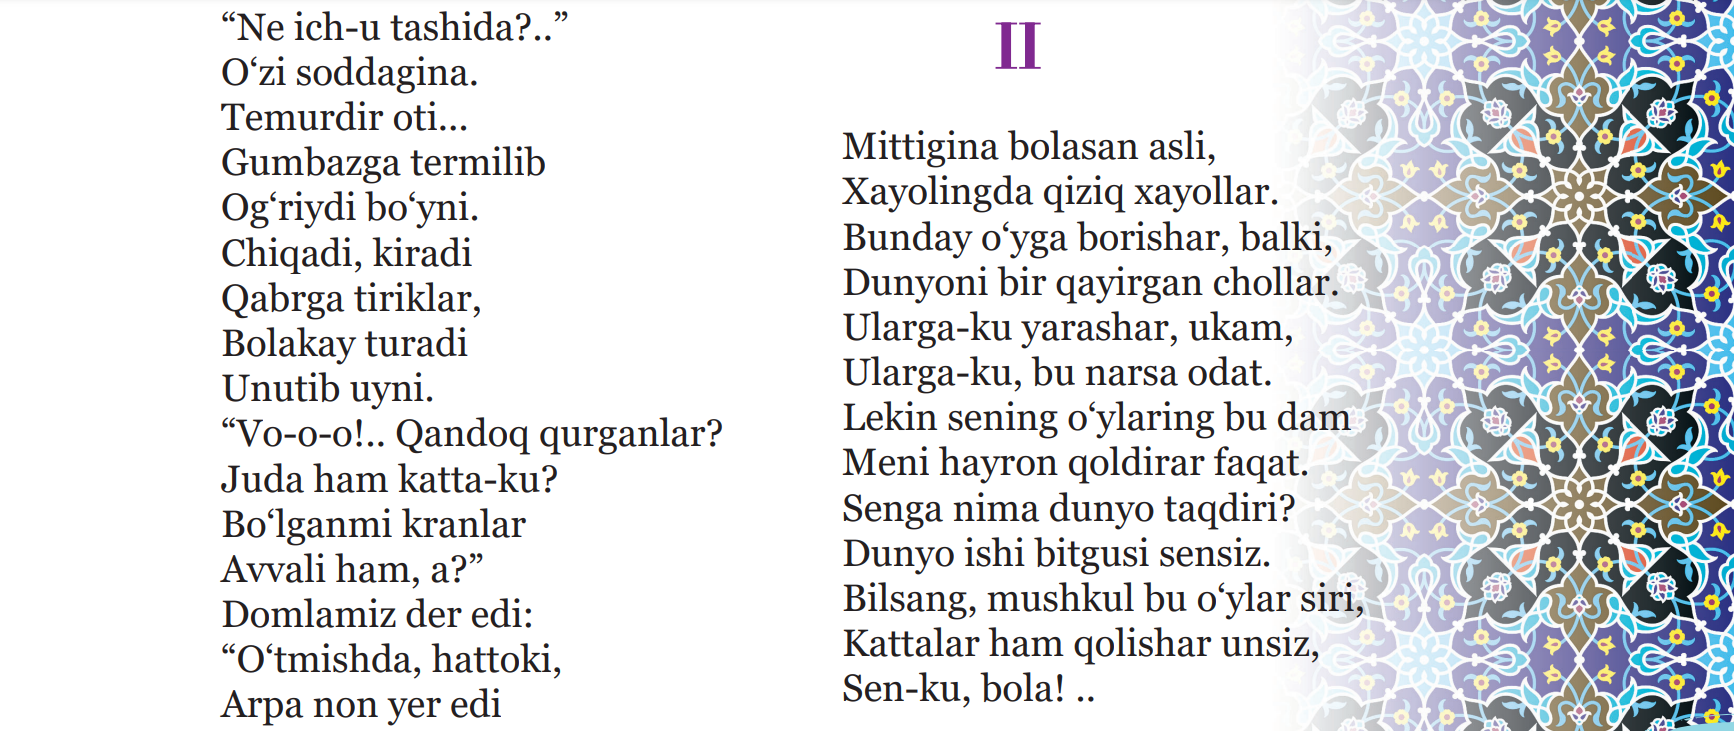 “Ne ich-u tashida?..”
O‘zi soddagina.
Temurdir oti...
Gumbazga termilib
Og‘riydi bo‘yni.
Chiqadi, kiradi
Qabrga tiriklar,
Bolakay turadi
Unutib uyni.
“Vo-o-o!.. Qandoq qurganlar?
Juda ham katta-ku?
Bo‘lganmi kranlar
Avvali ham, a?”
Domlamiz der edi:
“O‘tmishda, hattoki,
Arpa non yer edi
II
Mittigina bolasan asli,
Xayolingda qiziq xayollar.
Bunday o‘yga borishar, balki,
Dunyoni bir qayirgan chollar.
Ularga-ku yarashar, ukam,
Ularga-ku, bu narsa odat.
Lekin sening o‘ylaring bu dam
Meni hayron qoldirar faqat.
Senga nima dunyo taqdiri?
Dunyo ishi bitgusi sensiz.
Bilsang, mushkul bu o‘ylar siri,
Kattalar ham qolishar unsiz,
Sen-ku, bola! ..